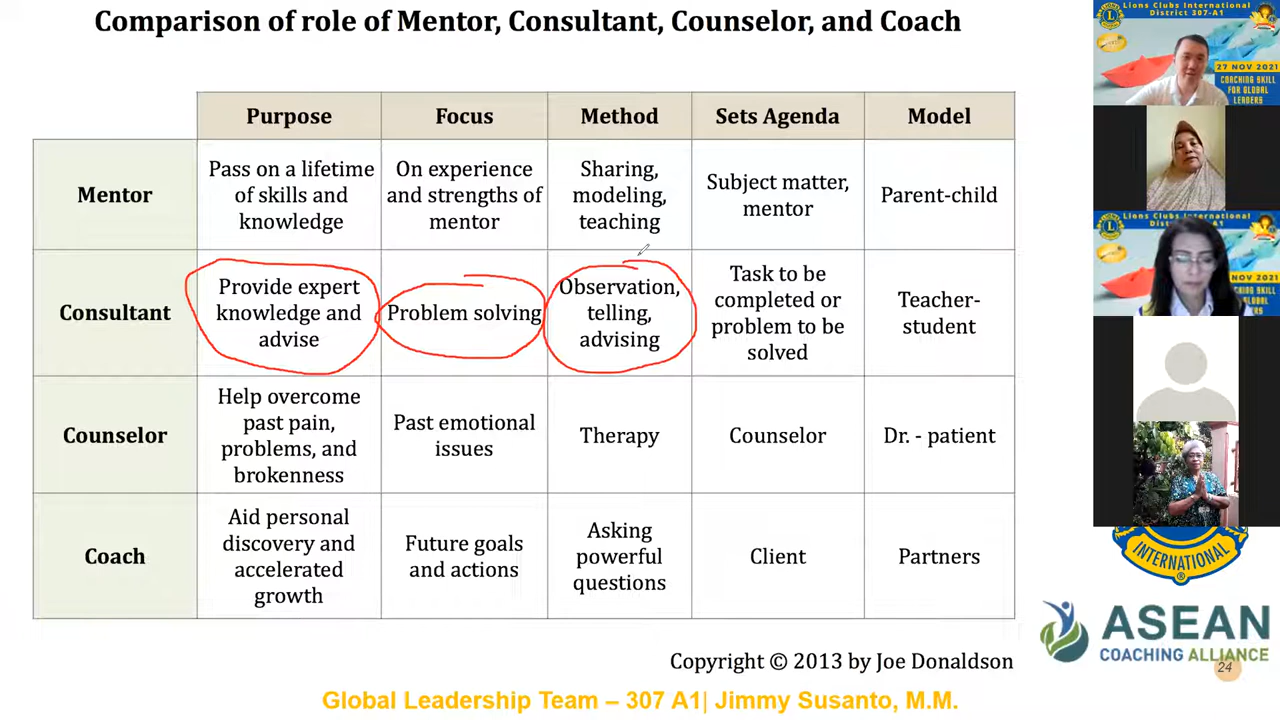 Comparison of role of Mentor, Consultant, Counselor, and Coach
Purpose
Focus
Method
Sets Agenda
Model
Mentor
Pass on a lifetime
of skills and
knowledge
On experience
and strengths of
mentor
Sharing,
modeling,
teaching
Subject matter,
mentor
Parent-child
Consultant
Provide expert
knowledge and
advise
Problem solving
Observation,
telling,
advising
Task to be
completed or
problem to be
solved
Teacher-
student
Counselor
Help overcome
past pain,
problems, and
brokenness
Past emotional
issues
Therapy
Counselor
Dr. - patient
Coach
Aid personal
discovery and
accelerated
growth
Future goals
and actions
Asking
powerful
questions
Client
Partners
Copyright © 2013 by Joe Donaldson
Global Leadership Team – 307 A1| Jimmy Susanto, M.M.
Lions Clubs International
District 307-A1
27 NOV 2021
COACHING SKILL
FOR GLOBAL
LEADERS
Lions Clubs International
NOV 2021
INTERNATIONAL
ASEAN
COACHING ALLIANCE
24